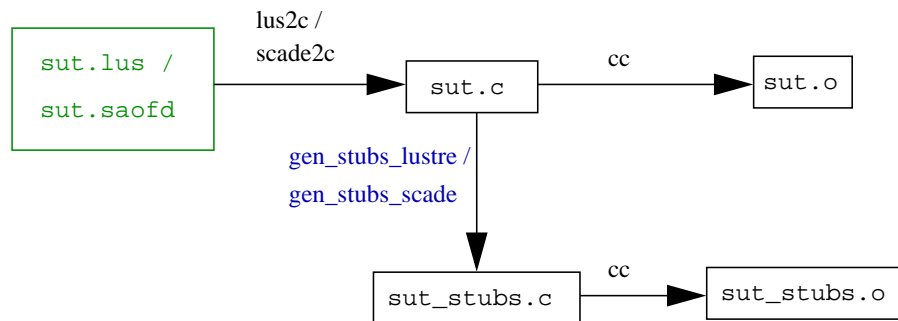 lus2c /
scade2c
sut.lus /
sut.saofd
sut.c
cc
sut.o
gen_stubs_lustre /
gen_stubs_scade
sut_stubs.c
cc
sut_stubs.o